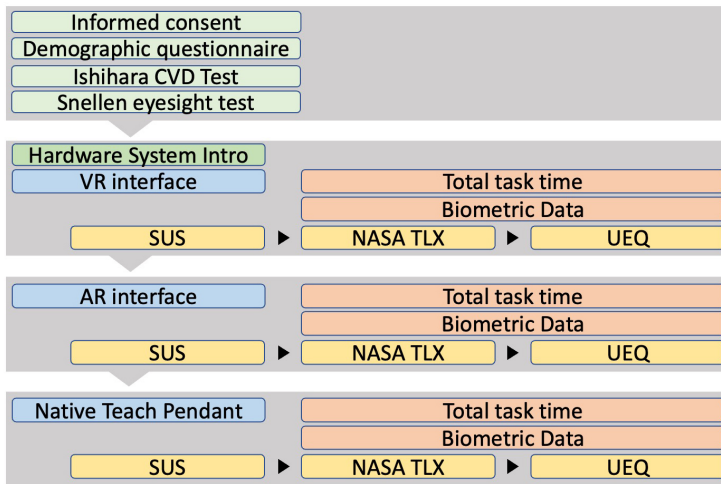 Informed consent
Demographic questionnaire
Ishihara CVD Test
Snellen eyesight test
Hardware System Intro
VR interface
Total task time
Biometric Data
SUS
NASA TLX
UEQ
AR interface
Total task time
Biometric Data
SUS
NASA TLX
UEQ
Native Teach Pendant
Total task time
Biometric Data
SUS
NASA TLX
UEQ